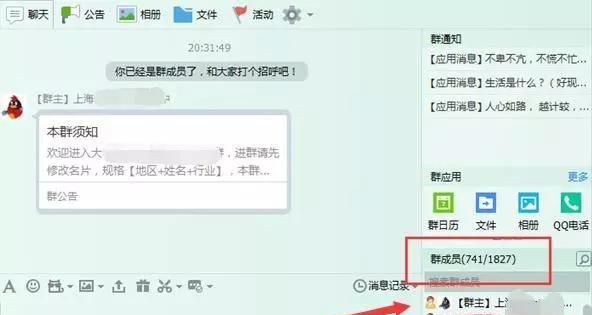 聊天 公告 相册 文件 活动
20:31:49
你已经是群成员了，和大家打个招呼吧！
【群主】上海
本群须知
欢迎进入大 群，进群请先
修改名片，规格【地区+姓名+行业】，本群...
群公告
消息记录
群通知
【应用消息】不卑不亢，不慌不忙...
【应用消息】生活是什么？（好现...
【应用消息】人心如路，越计较，...
群应用 更多
群日历 文件 相册 QQ电话
群成员(741/1827)
搜索群成员
【群主】上海